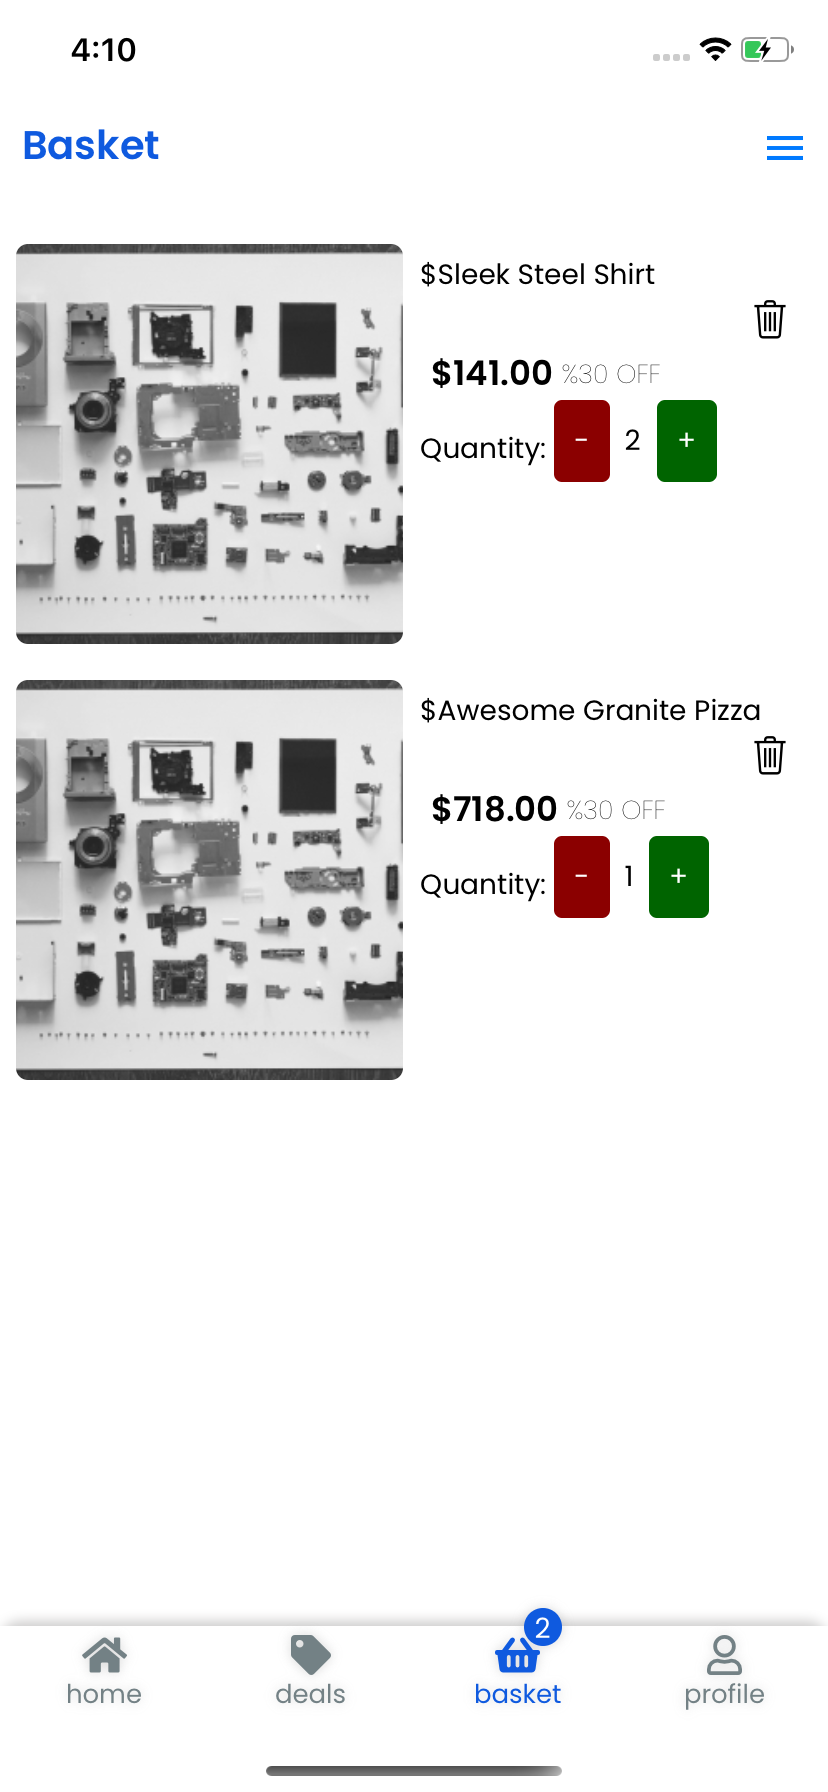 4:10
Basket
$Sleek Steel Shirt
$141.00 %30 OFF
Quantity: - 2 +
$Awesome Granite Pizza
$718.00 %30 OFF
Quantity: - 1 +
2
home deals basket profile